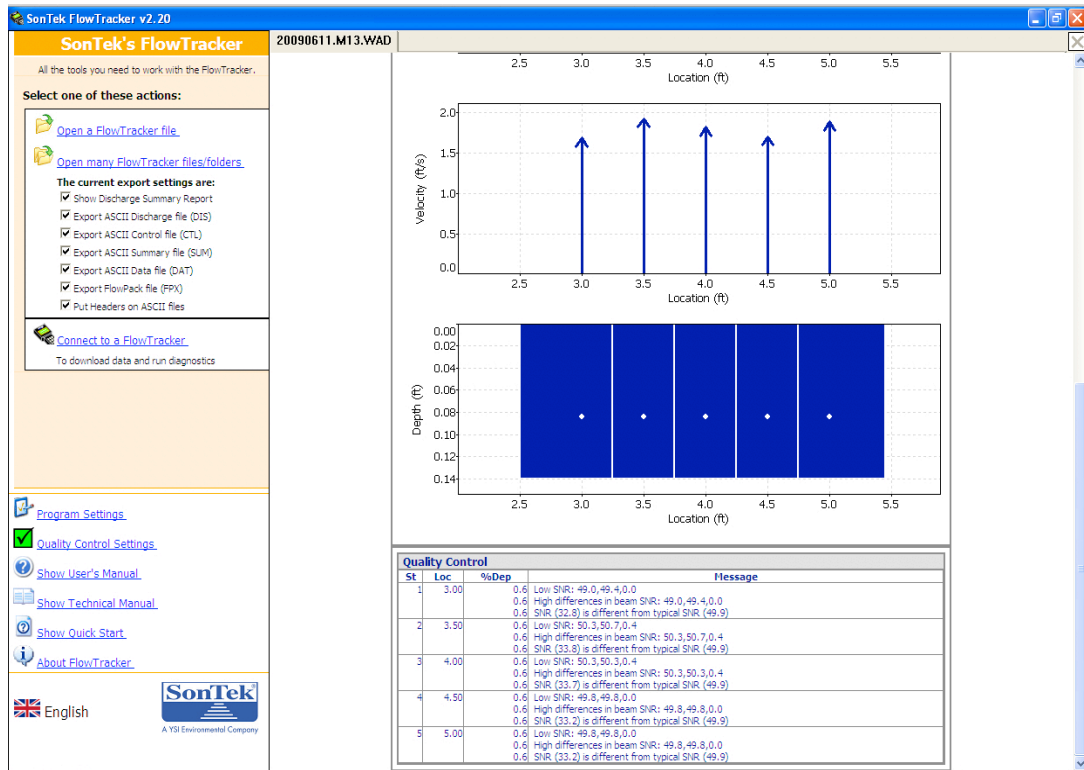 SonTek FlowTracker v2.20
SonTek's FlowTracker
All the tools you need to work with the FlowTracker.
Select one of these actions:
Open a FlowTracker file
Open many FlowTracker files/folders
The current export settings are:
Show Discharge Summary Report
Export ASCII Discharge file (DIS)
Export ASCII Control file (CTL)
Export ASCII Summary file (SUM)
Export ASCII Data file (DAT)
Export FlowPack file (FPX)
Put Headers on ASCII files
Connect to a FlowTracker
To download data and run diagnostics
Program Settings
Quality Control Settings
Show User's Manual
Show Technical Manual
Show Quick Start
About FlowTracker
English
SonTek
A YSI Environmental Company
20090611.M13.WAD
2.5 3.0 3.5 4.0 4.5 5.0 5.5
Location (ft)
Velocity (ft/s)
2.0
1.5
1.0
0.5
0.0
2.5 3.0 3.5 4.0 4.5 5.0 5.5
Location (ft)
Depth (ft)
0.00
0.02
0.04
0.06
0.08
0.10
0.12
0.14
2.5 3.0 3.5 4.0 4.5 5.0 5.5
Location (ft)
Quality Control
St Loc %Dep Message
1 3.00 0.6 Low SNR: 49.0,49.4,0.0
0.6 High differences in beam SNR: 49.0,49.4,0.0
0.6 SNR (32.8) is different from typical SNR (49.9)
2 3.50 0.6 Low SNR: 50.3,50.7,0.4
0.6 High differences in beam SNR: 50.3,50.7,0.4
0.6 SNR (33.8) is different from typical SNR (49.9)
3 4.00 0.6 Low SNR: 50.3,50.3,0.4
0.6 High differences in beam SNR: 50.3,50.3,0.4
0.6 SNR (33.7) is different from typical SNR (49.9)
4 4.50 0.6 Low SNR: 49.8,49.8,0.0
0.6 High differences in beam SNR: 49.8,49.8,0.0
0.6 SNR (33.2) is different from typical SNR (49.9)
5 5.00 0.6 Low SNR: 49.8,49.8,0.0
0.6 High differences in beam SNR: 49.8,49.8,0.0
0.6 SNR (33.2) is different from typical SNR (49.9)